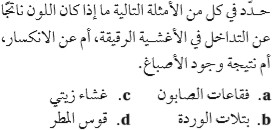 حدّد في كل من الأمثلة التالية ما إذا كان اللون ناتجًا
عن التداخل في الأغشية الرقيقة، أم عن الانكسار،
أم نتيجة وجود الأصباغ.
a. فقاعات الصابون c. غشاء زيتي
b. بتلات الوردة d. قوس المطر